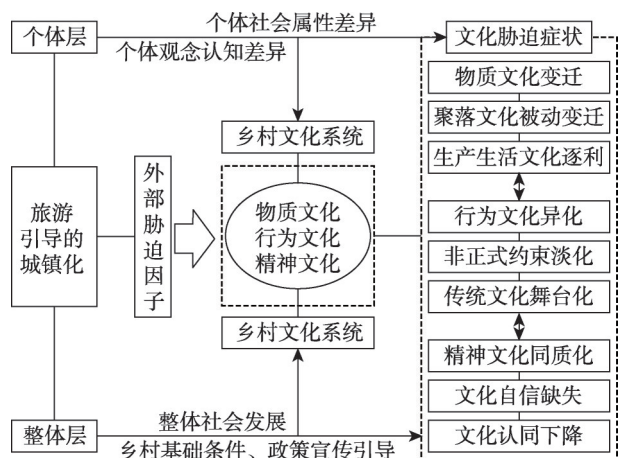 个体层
个体社会属性差异
个体观念认知差异
文化胁迫症状
物质文化变迁
聚落文化被动变迁
生产生活文化逐利
行为文化异化
非正式约束淡化
传统文化舞台化
精神文化同质化
文化自信缺失
文化认同下降
乡村文化系统
旅游
引导的
城镇化
外部胁迫因子
物质文化
行为文化
精神文化
乡村文化系统
整体层
整体社会发展
乡村基础条件、政策宣传引导